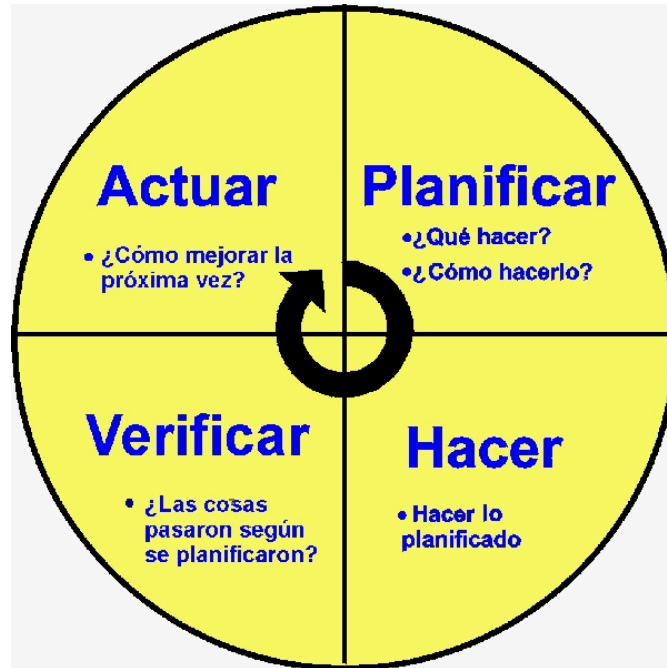 Actuar
• ¿Cómo mejorar la
próxima vez?
Planificar
•¿Qué hacer?
•¿Cómo hacerlo?
Verificar
• ¿Las cosas
pasaron según
se planificaron?
Hacer
• Hacer lo
planificado